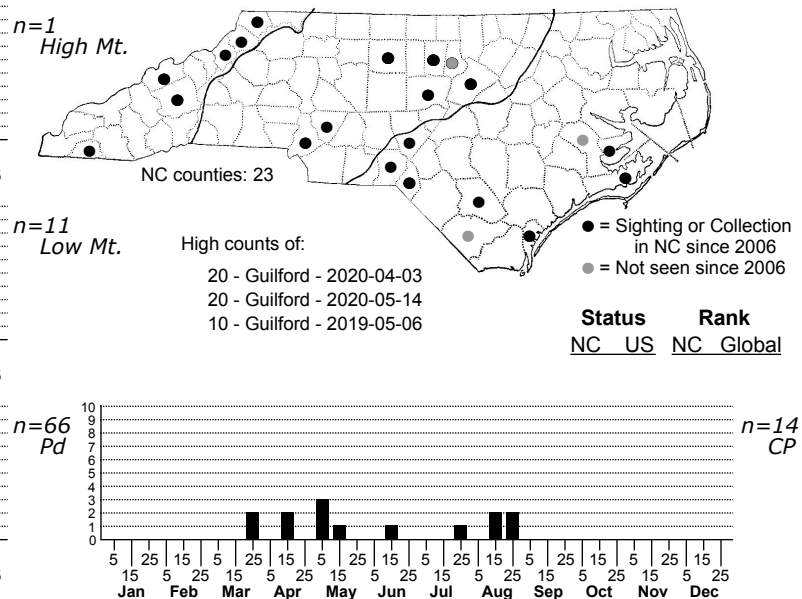 n=1
High Mt.
NC counties: 23
n=11
Low Mt.
High counts of:
20 - Guilford - 2020-04-03
20 - Guilford - 2020-05-14
10 - Guilford - 2019-05-06
= Sighting or Collection
in NC since 2006
= Not seen since 2006
Status Rank
NC US NC Global
n=66
Pd
n=14
CP
10
9
8
7
6
5
4
3
2
1
0
5 25 15 5 25 15 5 25 15 5 25 15 5 25 15 5 25 15
15 5 25 15 5 25 15 5 25 15 5 25 15 5 25 15 5 25
Jan Feb Mar Apr May Jun Jul Aug Sep Oct Nov Dec